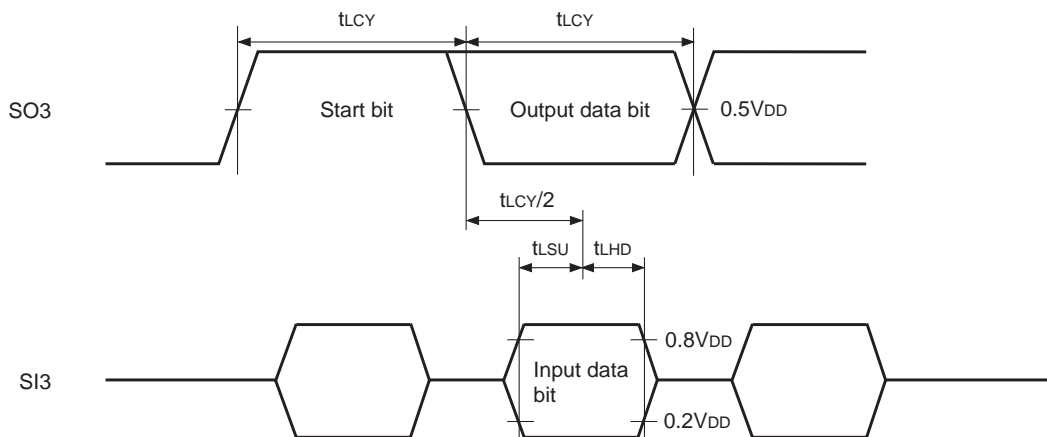 tLCY tLCY
SO3 Start bit Output data bit 0.5VDD
tLCY/2
tLSU tLHD
0.8VDD
SI3 Input data
bit
0.2VDD